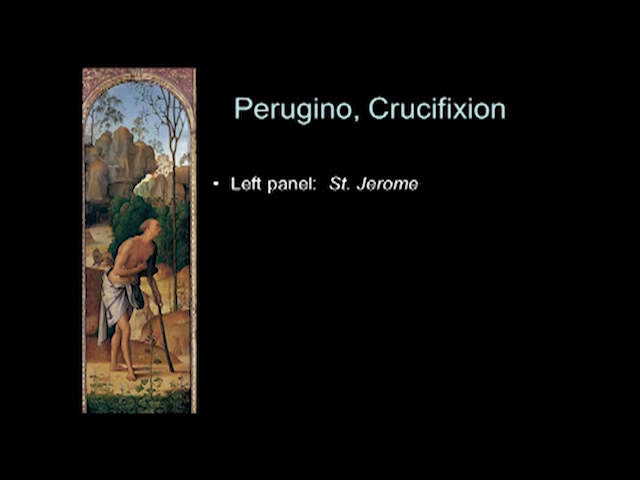 Perugino, Crucifixion
• Left panel: St. Jerome